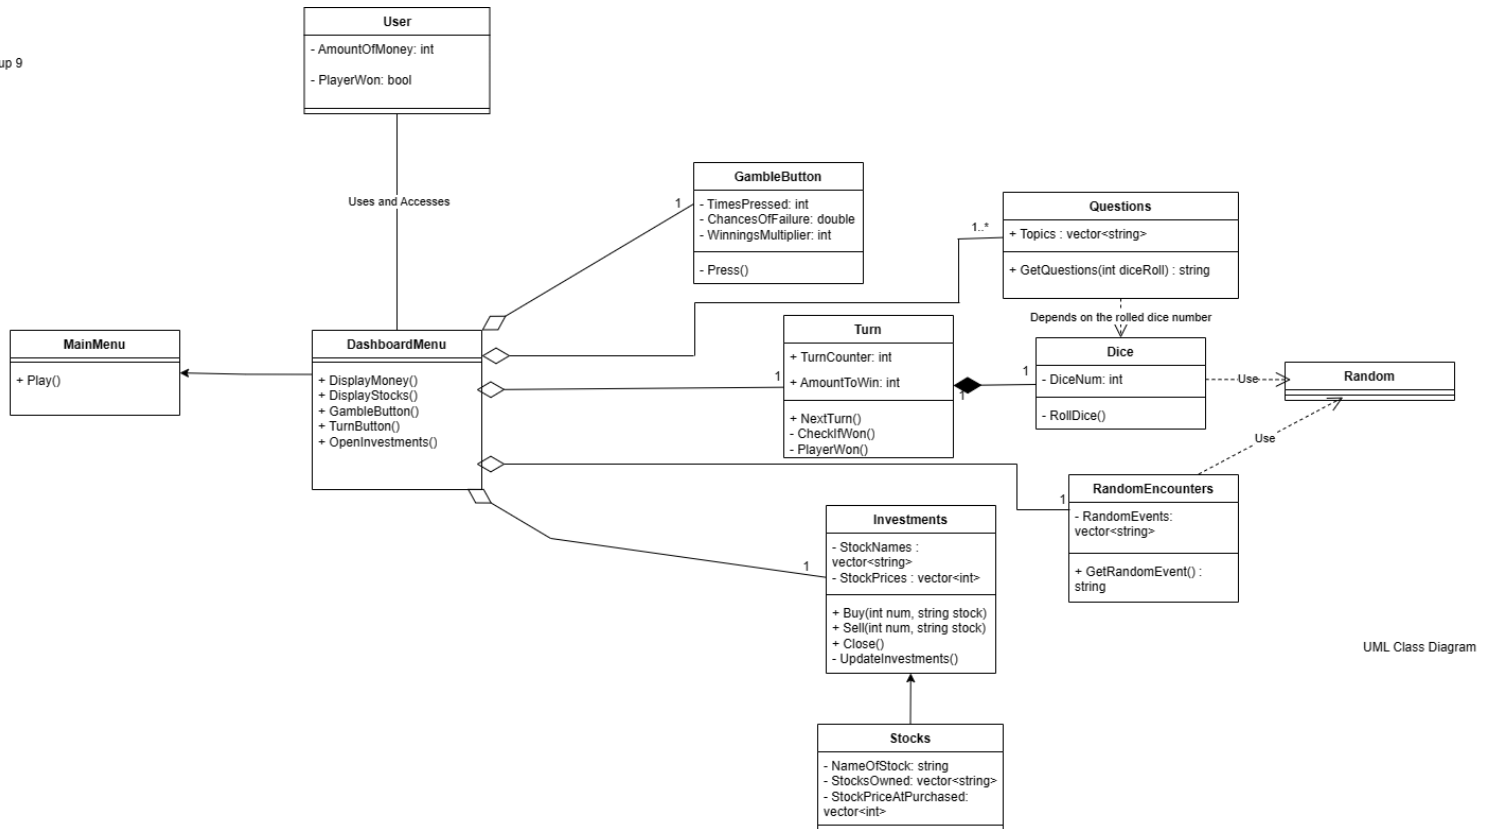 User
- AmountOfMoney: int
- PlayerWon: bool
up 9
Uses and Accesses
GambleButton
- TimesPressed: int
- ChancesOfFailure: double
- WinningsMultiplier: int
- Press()
1
Questions
+ Topics : vector<string>
+ GetQuestions(int diceRoll) : string
1..*
Depends on the rolled dice number
MainMenu
+ Play()
DashboardMenu
+ DisplayMoney()
+ DisplayStocks()
+ GambleButton()
+ TurnButton()
+ OpenInvestments()
Turn
+ TurnCounter: int
+ AmountToWin: int
+ NextTurn()
- CheckIfWon()
- PlayerWon()
1
1
1
Dice
- DiceNum: int
- RollDice()
Use
Random
Use
RandomEncounters
- RandomEvents:
vector<string>
+ GetRandomEvent() :
string
1
Investments
- StockNames :
vector<string>
- StockPrices : vector<int>
+ Buy(int num, string stock)
+ Sell(int num, string stock)
+ Close()
- UpdateInvestments()
1
UML Class Diagram
Stocks
- NameOfStock: string
- StocksOwned: vector<string>
- StockPriceAtPurchased:
vector<int>